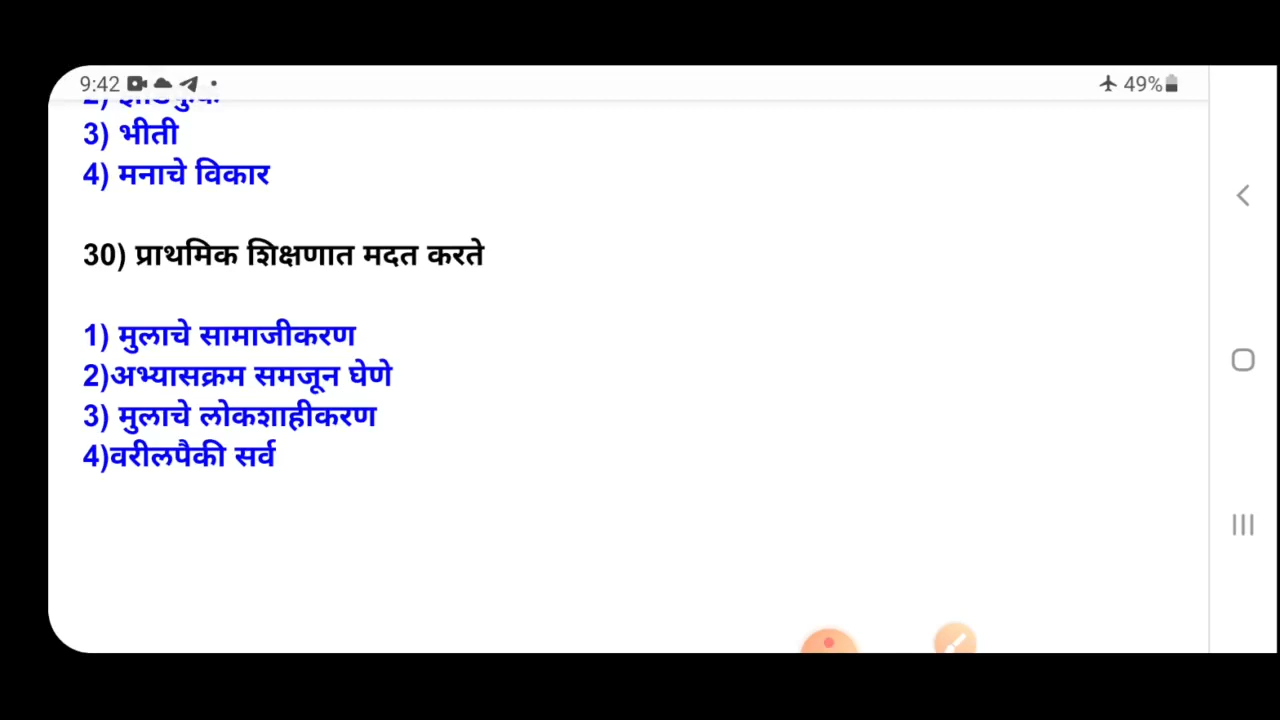 9:42
49%
3) भीती
4) मनाचे विकार
30) प्राथमिक शिक्षणात मदत करते
1) मुलाचे सामाजीकरण
2)अभ्यासक्रम समजून घेणे
3) मुलाचे लोकशाहीकरण
4)वरीलपैकी सर्व